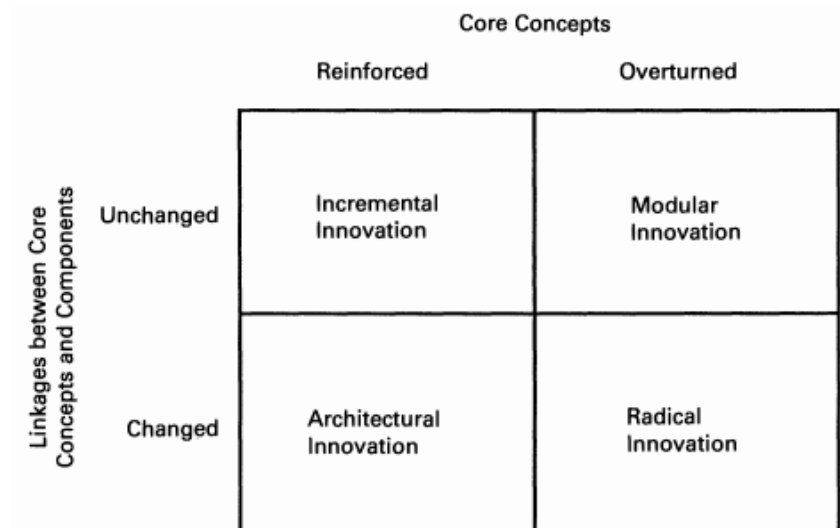 Core Concepts
Reinforced
Overturned
Linkages between Core
Concepts and Components
Unchanged
Incremental
Innovation
Modular
Innovation
Changed
Architectural
Innovation
Radical
Innovation